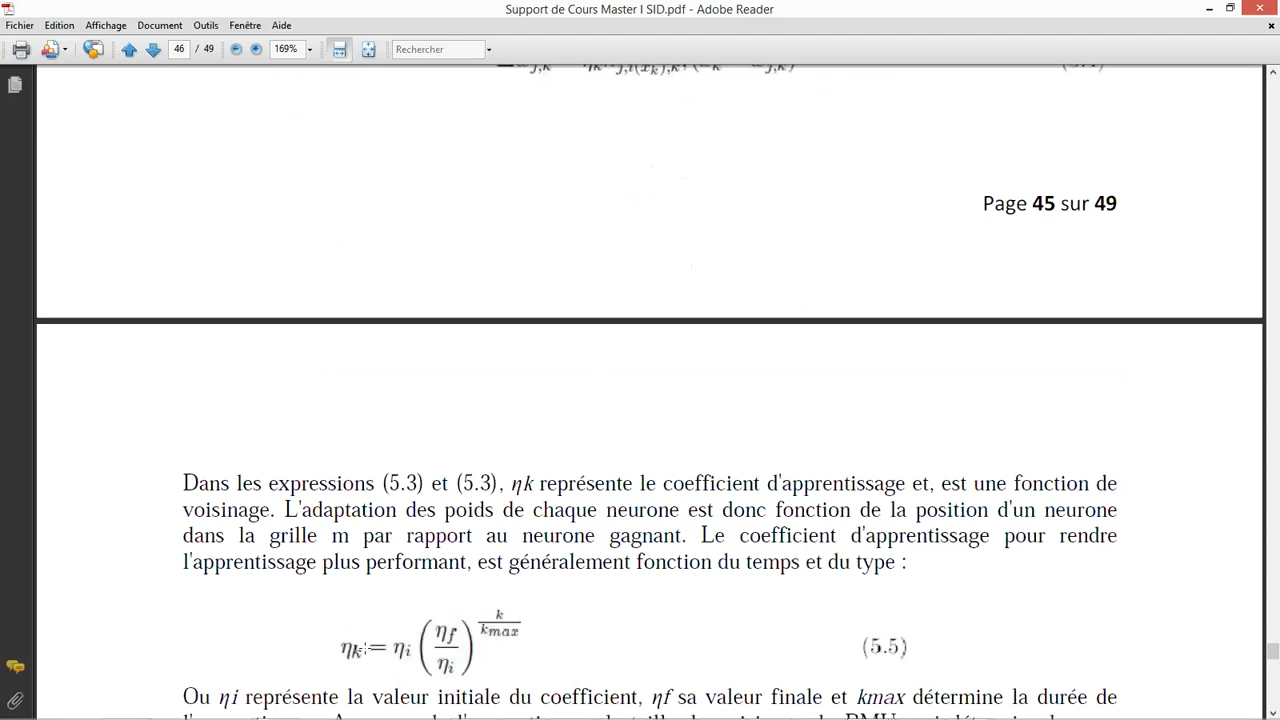 Support de Cours Master I SID.pdf - Adobe Reader
Fichier Edition Affichage Document Outils Fenêtre Aide
46 / 49 169% Rechercher
Page 45 sur 49
Dans les expressions (5.3) et (5.3), ηk représente le coefficient d'apprentissage et, est une fonction de
voisinage. L'adaptation des poids de chaque neurone est donc fonction de la position d'un neurone
dans la grille m par rapport au neurone gagnant. Le coefficient d'apprentissage pour rendre
l'apprentissage plus performant, est généralement fonction du temps et du type :
η_k = η_i (η_f / η_i)^(k / kmax) (5.5)
Ou ηi représente la valeur initiale du coefficient, ηf sa valeur finale et kmax détermine la durée de